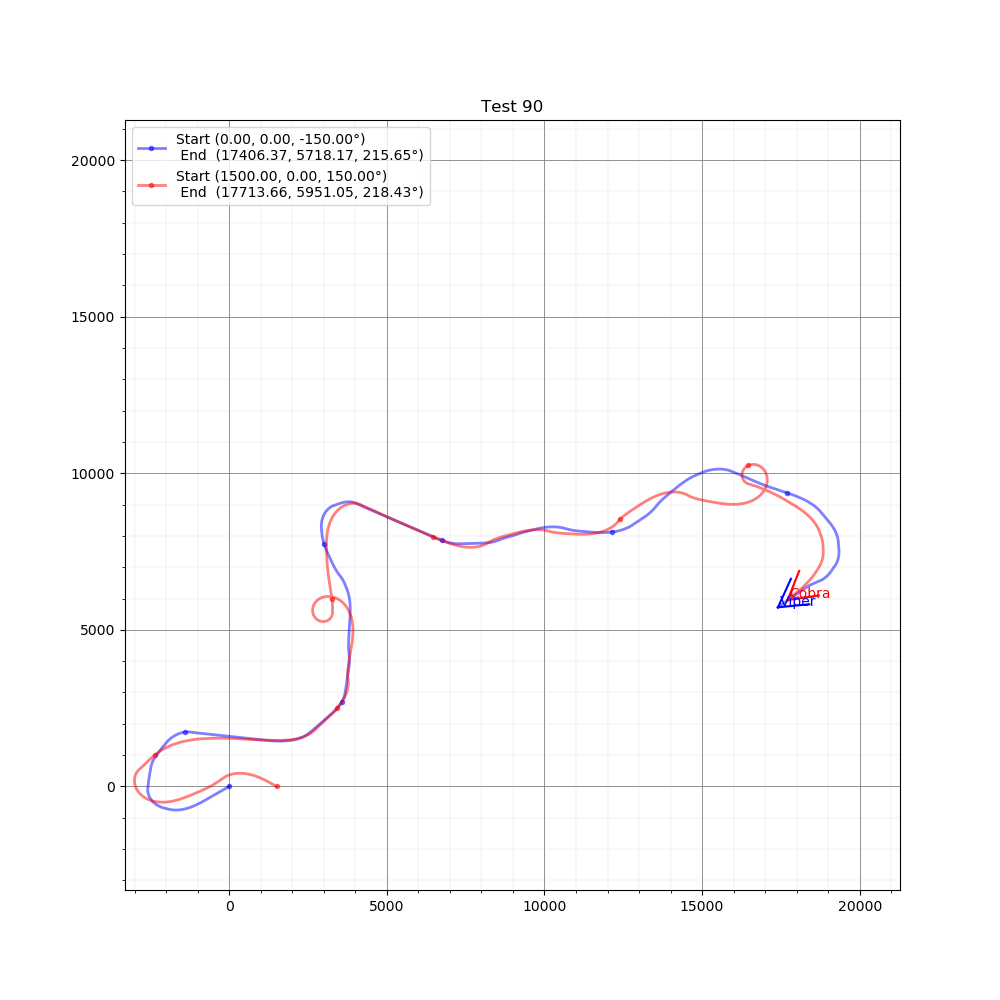 Test 90
Start (0.00, 0.00, -150.00°)
End  (17406.37, 5718.17, 215.65°)
Start (1500.00, 0.00, 150.00°)
End  (17713.66, 5951.05, 218.43°)
20000
15000
10000
5000
0
Cobra
Viper
0
5000
10000
15000
20000